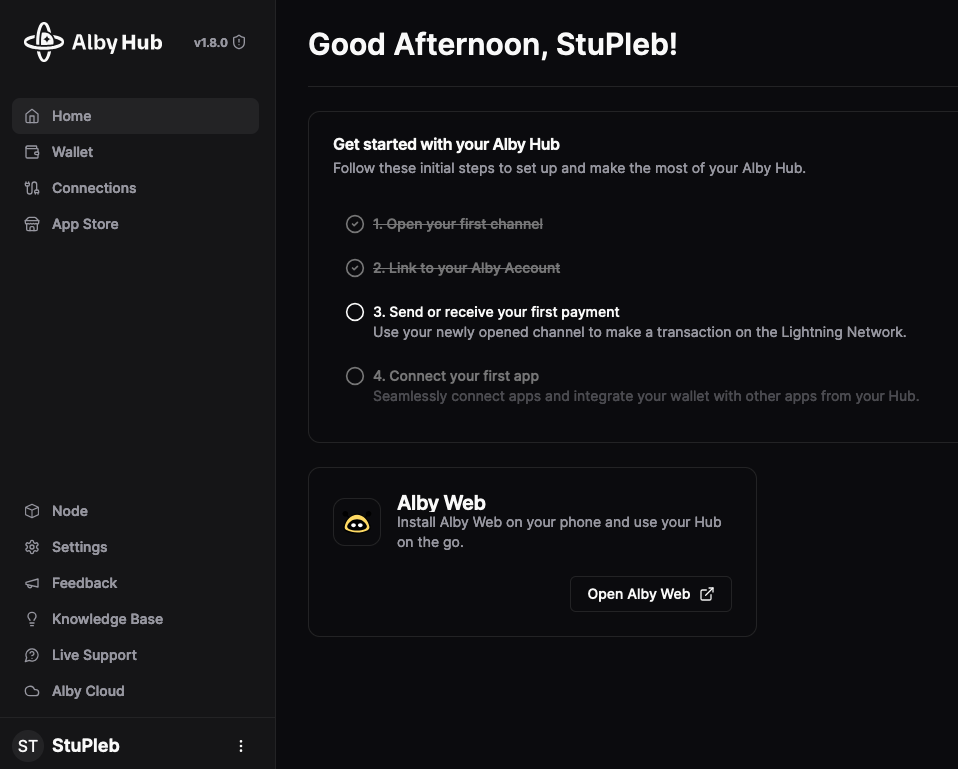 Alby Hub
v1.8.0
Home
Wallet
Connections
App Store
Node
Settings
Feedback
Knowledge Base
Live Support
Alby Cloud
ST
StuPleb
Good Afternoon, StuPleb!
Get started with your Alby Hub
Follow these initial steps to set up and make the most of your Alby Hub.
1. Open your first channel
2. Link to your Alby Account
3. Send or receive your first payment
Use your newly opened channel to make a transaction on the Lightning Network.
4. Connect your first app
Seamlessly connect apps and integrate your wallet with other apps from your Hub.
Alby Web
Install Alby Web on your phone and use your Hub
on the go.
Open Alby Web